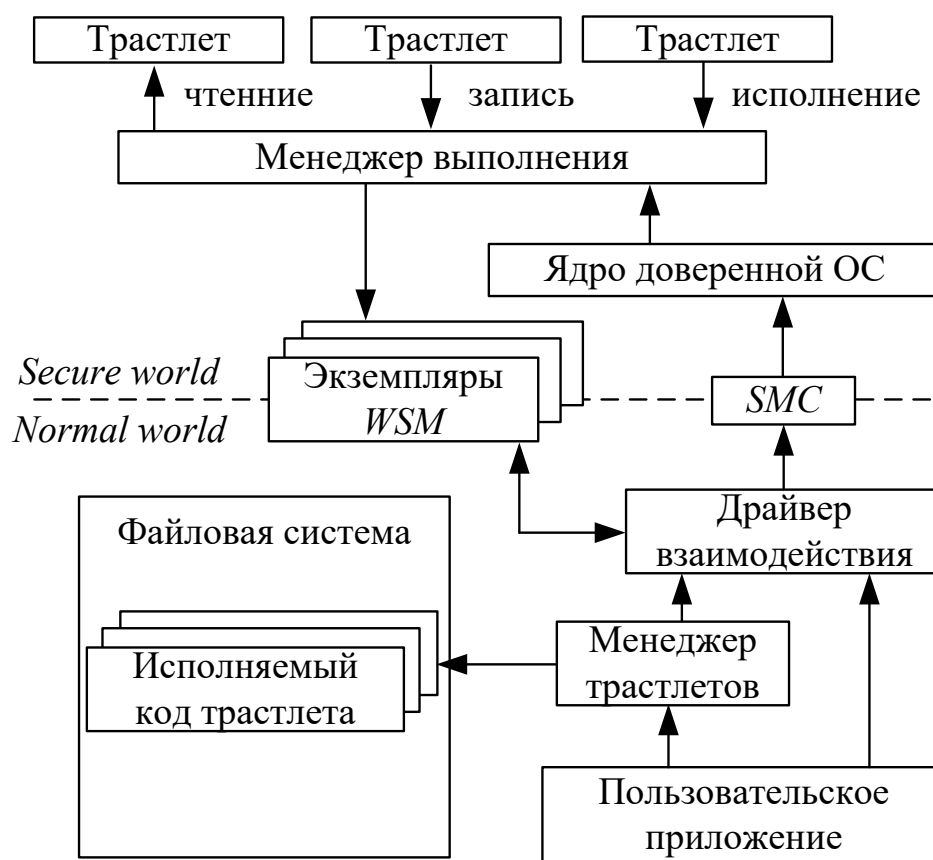 Трастлет
Трастлет
Трастлет
чтенние
запись
исполнение
Менеджер выполнения
Ядро доверенной ОС
Secure world
Экземпляры
WSM
SMC
Normal world
Драйвер
взаимодействия
Файловая система
Менеджер
трастлетов
Исполняемый
код трастлета
Пользовательское
приложение